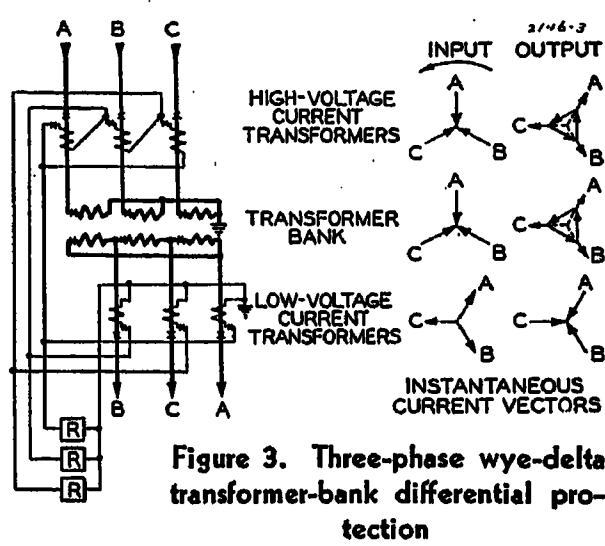 A B C
2146-3
INPUT OUTPUT
HIGH-VOLTAGE
CURRENT
TRANSFORMERS
A
C B
A
C
B
TRANSFORMER
BANK
A
C B
A
C
B
LOW-VOLTAGE
CURRENT
TRANSFORMERS
A
C
B
A
C
B
B C A
INSTANTANEOUS
CURRENT VECTORS
R
R
R
Figure 3. Three-phase wye-delta
transformer-bank differential pro-
tection